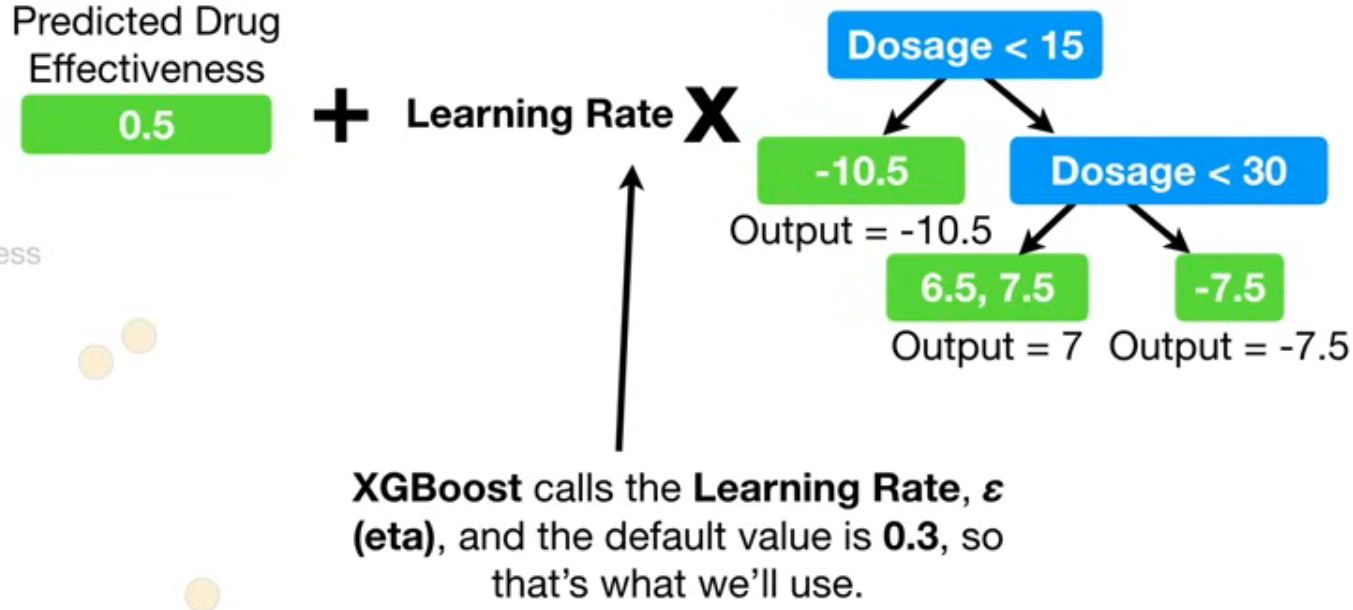 Predicted Drug
Effectiveness
0.5
+ Learning Rate X
Dosage < 15
-10.5
Output = -10.5
Dosage < 30
6.5, 7.5
Output = 7
-7.5
Output = -7.5
ess
XGBoost calls the Learning Rate, ε
(eta), and the default value is 0.3, so
that's what we'll use.